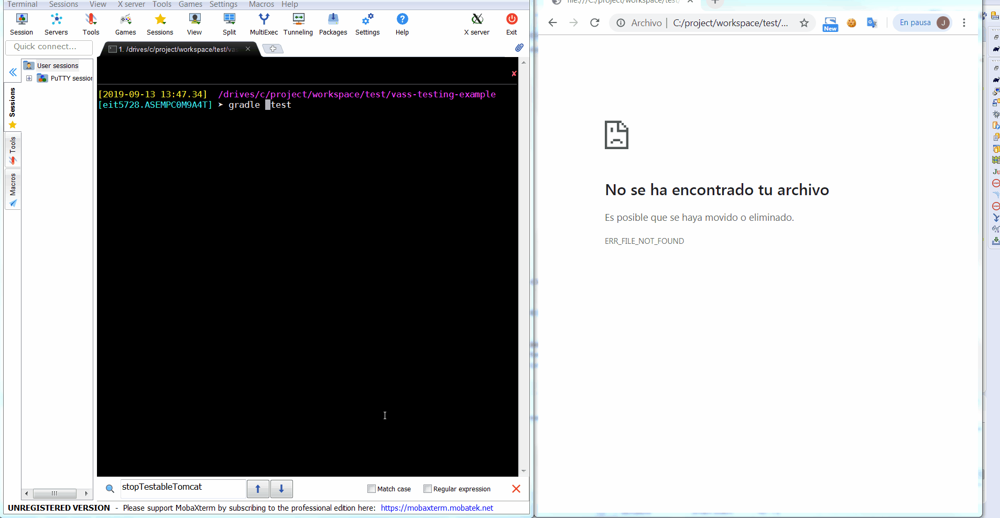 Terminal Sessions View X server Tools Games Settings Macros Help
Session Servers Tools Games Sessions View Split MultiExec Tunneling Packages Settings Help X server Exit
Quick connect...
1. /drives/c/project/workspace/test/vas
User sessions
PuTTY session
Sessions
Tools
Macros
[2019-09-13 13:47.34] /drives/c/project/workspace/test/vass-testing-example
[eit5728.ASEMPC0M9A4T] ➤ gradle test
stopTestableTomcat
Match case
Regular expression
UNREGISTERED VERSION - Please support MobaXterm by subscribing to the professional edition here: https://mobaxterm.mobatek.net
file:///C:/project/workspace/test/
Archivo | C:/project/workspace/test/...
New
En pausa J
No se ha encontrado tu archivo
Es posible que se haya movido o eliminado.
ERR_FILE_NOT_FOUND
Ju